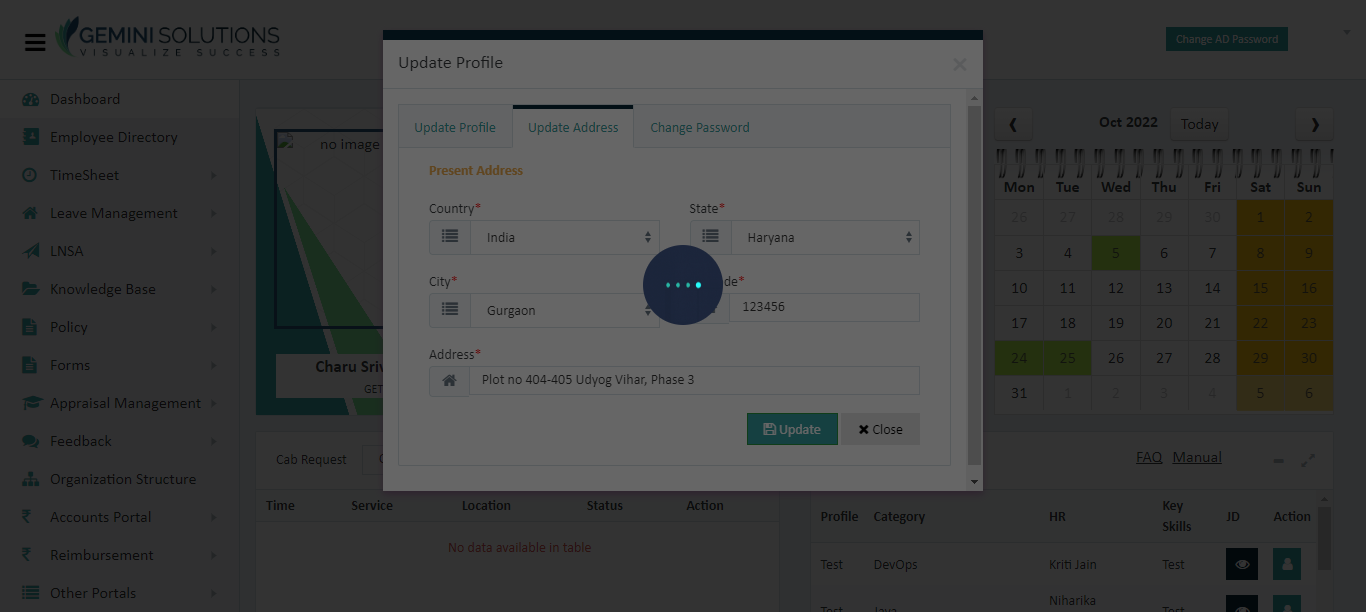 GEMINI SOLUTIONS
VISUALIZE SUCCESS
Change AD Password
Dashboard
Employee Directory
TimeSheet
Leave Management
LNSA
Knowledge Base
Policy
Forms
Appraisal Management
Feedback
Organization Structure
Accounts Portal
Reimbursement
Other Portals
no Image
Charu Sriv
GET
Update Profile
×
Update Profile Update Address Change Password
Present Address
Country* State*
India Haryana
City* de*
Gurgaon 123456
Address*
Plot no 404-405 Udyog Vihar, Phase 3
Update Close
Oct 2022 Today
Mon Tue Wed Thu Fri Sat Sun
26 27 28 29 30 1 2
3 4 5 6 7 8 9
10 11 12 13 14 15 16
17 18 19 20 21 22 23
24 25 26 27 28 29 30
31 1 2 3 4 5 6
Cab Request
Time Service Location Status Action
No data available in table
FAQ Manual
Profile Category HR Key Skills JD Action
Test DevOps Kriti Jain Test
Test Java Niharika Test